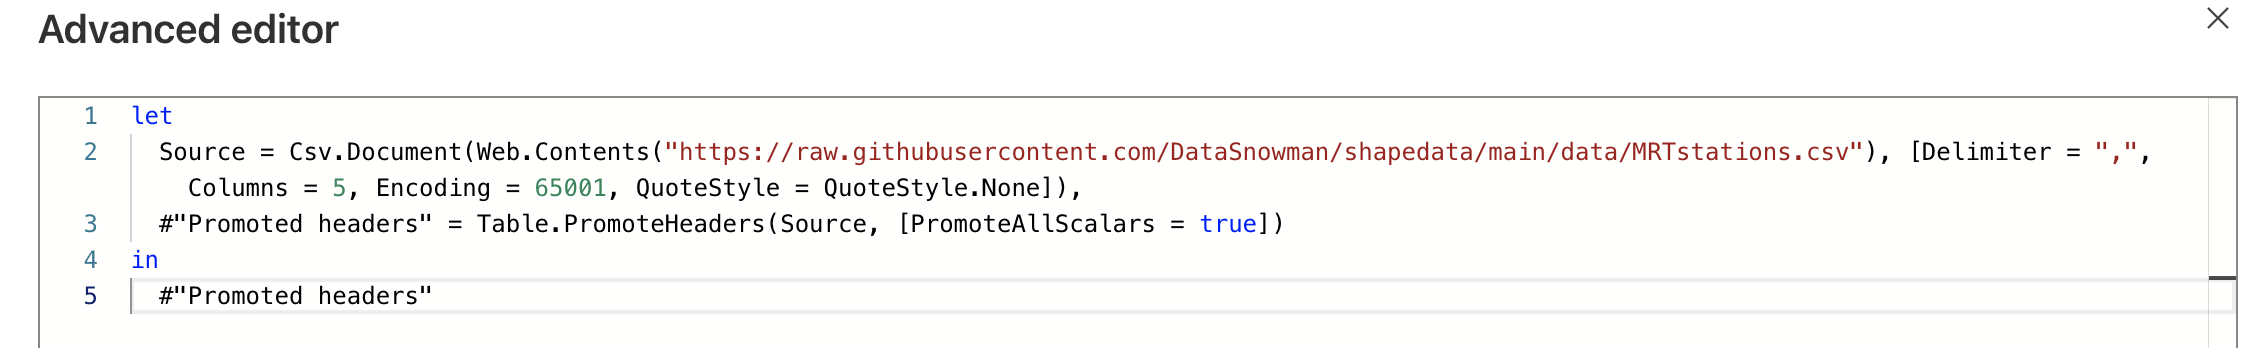 Advanced editor
1 let
2 Source = Csv.Document(Web.Contents("https://raw.githubusercontent.com/DataSnowman/shapedata/main/data/MRTstations.csv"), [Delimiter = ",",
Columns = 5, Encoding = 65001, QuoteStyle = QuoteStyle.None]),
3 #"Promoted headers" = Table.PromoteHeaders(Source, [PromoteAllScalars = true])
4 in
5 #"Promoted headers"